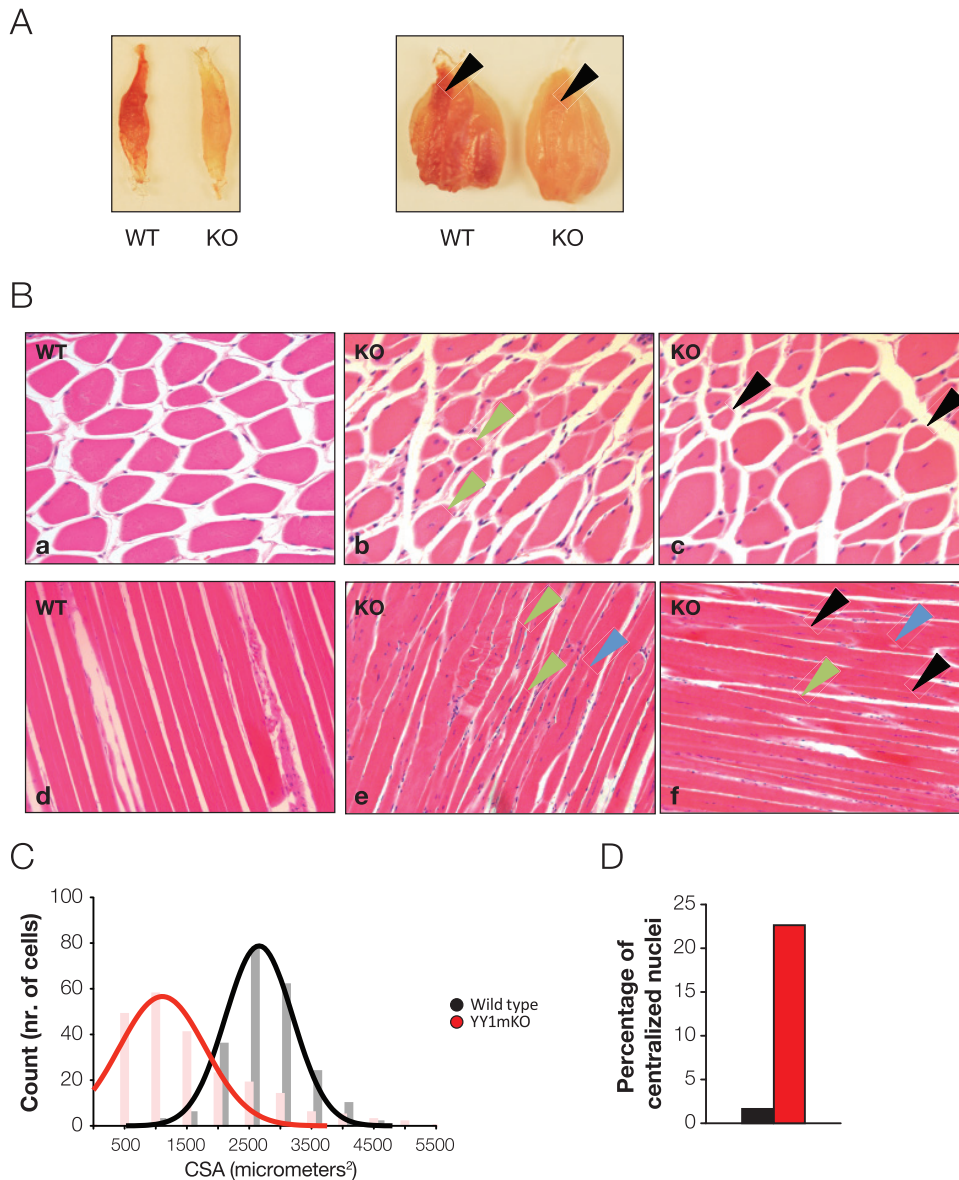 A
WT KO
WT KO
B
WT KO KO
a b c
WT KO KO
d e f
C
Count (nr. of cells)
100
80
60
40
20
0
500 1500 2500 3500 4500 5500
CSA (micrometers²)
Wild type
YY1mKO
D
Percentage of
centralized nuclei
25
20
15
10
5
0